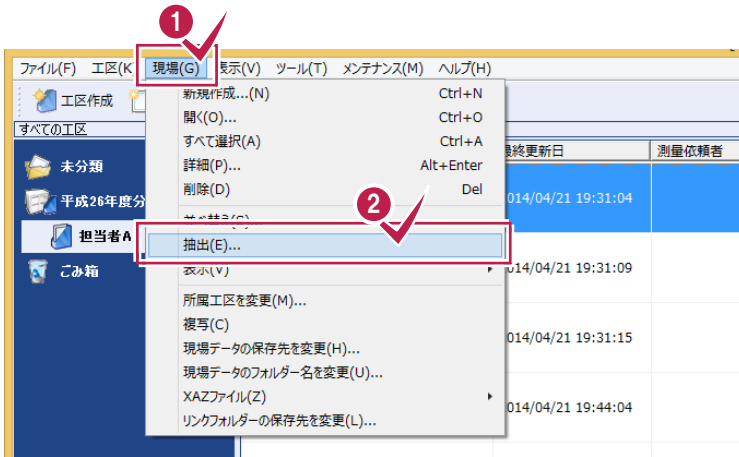 1
ファイル(F) 工区(K 現場(G) 表示(V) ツール(T) メンテナンス(M) ヘルプ(H)
工区作成
すべての工区
未分類
平成26年度分
担当者A
ごみ箱
新規作成...(N) Ctrl+N
開く(O)... Ctrl+O
すべて選択(A) Ctrl+A
詳細(P)... Alt+Enter
削除(D) Del
2
抽出(E)...
表示(V)
所属工区を変更(M)...
複写(C)
現場データの保存先を変更(H)...
現場データのフォルダー名を変更(U)...
XAZファイル(Z)
リンクフォルダーの保存先を変更(L)...
最終更新日 測量依頼者
014/04/21 19:31:04
014/04/21 19:31:09
014/04/21 19:31:15
014/04/21 19:44:04